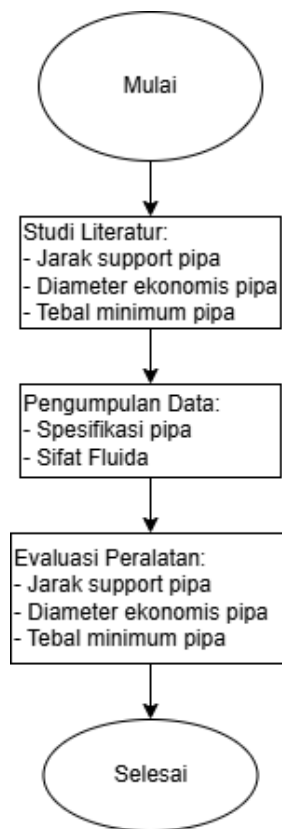 Mulai
Studi Literatur:
- Jarak support pipa
- Diameter ekonomis pipa
- Tebal minimum pipa
Pengumpulan Data:
- Spesifikasi pipa
- Sifat Fluida
Evaluasi Peralatan:
- Jarak support pipa
- Diameter ekonomis pipa
- Tebal minimum pipa
Selesai